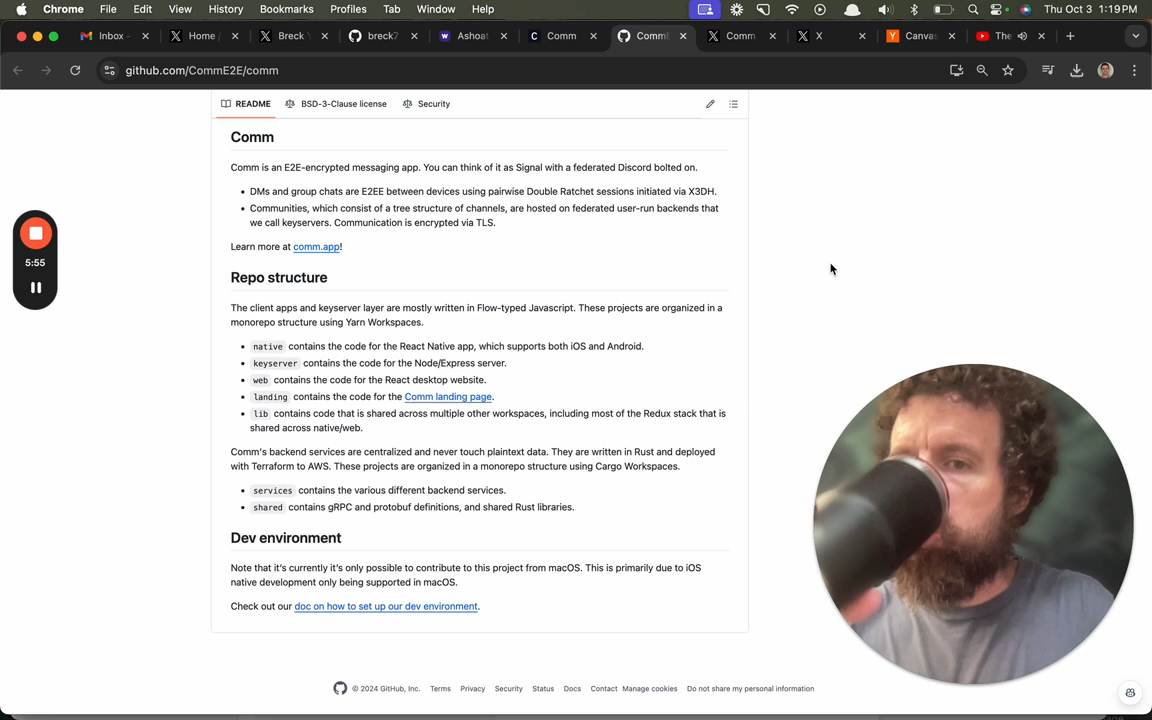 Chrome File Edit View History Bookmarks Profiles Tab Window Help Thu Oct 3 1:19 PM
Inbox - Home / Breck Y breck7 Ashoat Comm CommE Comm X Canvas The
github.com/CommE2E/comm
README BSD-3-Clause license Security
Comm
Comm is an E2E-encrypted messaging app. You can think of it as Signal with a federated Discord bolted on.
• DMs and group chats are E2EE between devices using pairwise Double Ratchet sessions initiated via X3DH.
• Communities, which consist of a tree structure of channels, are hosted on federated user-run backends that
we call keyservers. Communication is encrypted via TLS.
Learn more at comm.app!
5:55
Repo structure
The client apps and keyserver layer are mostly written in Flow-typed Javascript. These projects are organized in a
monorepo structure using Yarn Workspaces.
• native contains the code for the React Native app, which supports both iOS and Android.
• keyserver contains the code for the Node/Express server.
• web contains the code for the React desktop website.
• landing contains the code for the Comm landing page.
• lib contains code that is shared across multiple other workspaces, including most of the Redux stack that is
shared across native/web.
Comm's backend services are centralized and never touch plaintext data. They are written in Rust and deployed
with Terraform to AWS. These projects are organized in a monorepo structure using Cargo Workspaces.
• services contains the various different backend services.
• shared contains gRPC and protobuf definitions, and shared Rust libraries.
Dev environment
Note that it's currently it's only possible to contribute to this project from macOS. This is primarily due to iOS
native development only being supported in macOS.
Check out our doc on how to set up our dev environment.
© 2024 GitHub, Inc. Terms Privacy Security Status Docs Contact Manage cookies Do not share my personal information